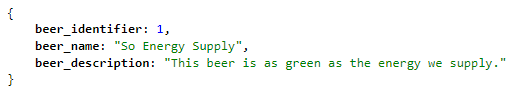 {
beer_identifier: 1,
beer_name: "So Energy Supply",
beer_description: "This beer is as green as the energy we supply."
}